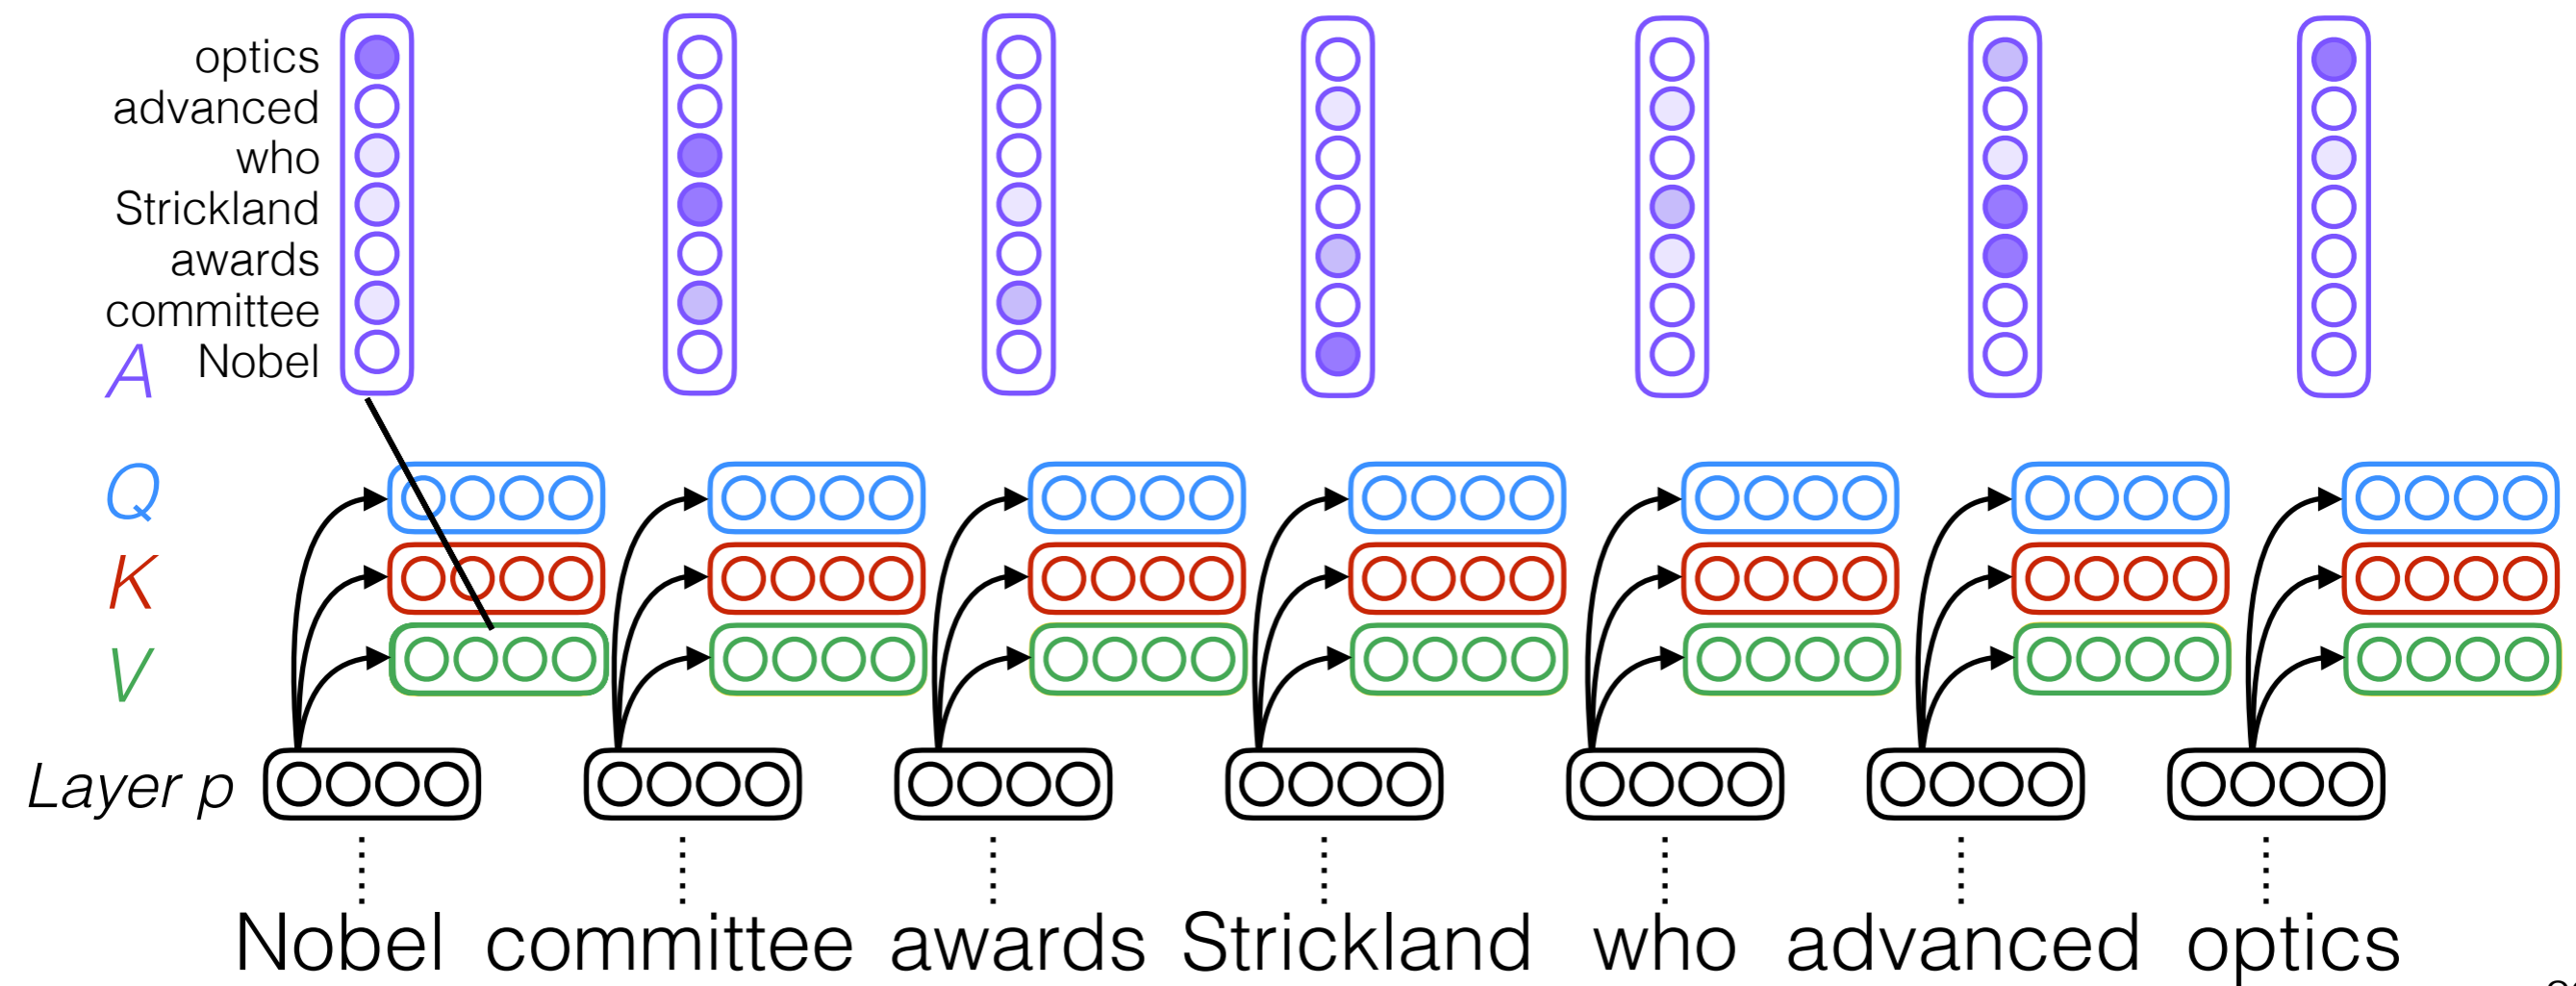 optics
advanced
who
Strickland
awards
committee
A Nobel
Q
K
V
Layer p
Nobel committee awards Strickland who advanced optics